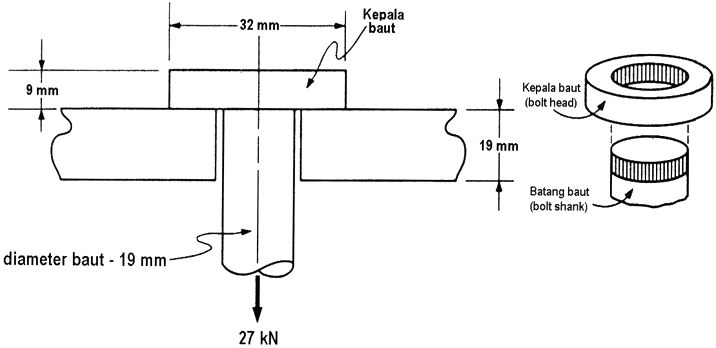 32 mm
Kepala
baut
9 mm
19 mm
diameter baut - 19 mm
27 kN
Kepala baut
(bolt head)
Batang baut
(bolt shank)